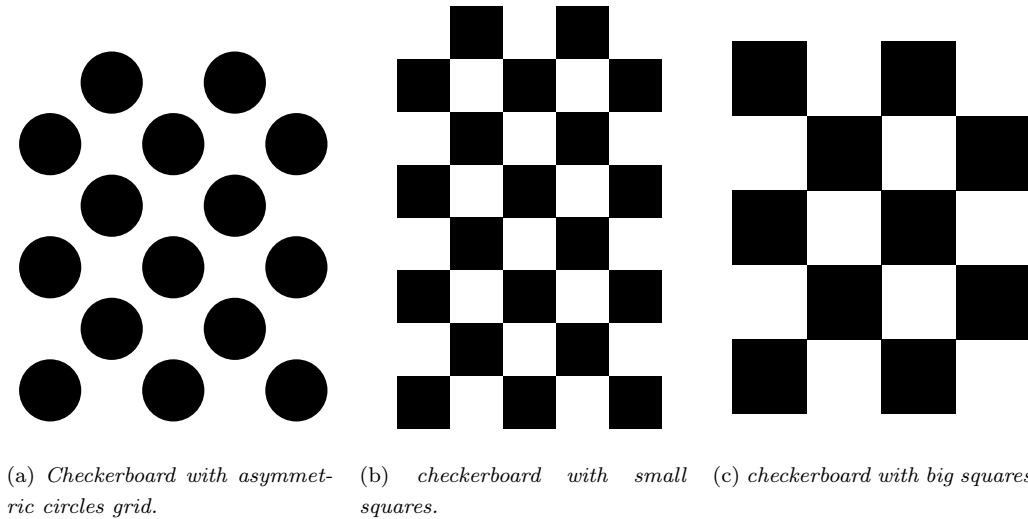 (a) Checkerboard with asymmet-
ric circles grid.
(b) checkerboard with small
squares.
(c) checkerboard with big squares